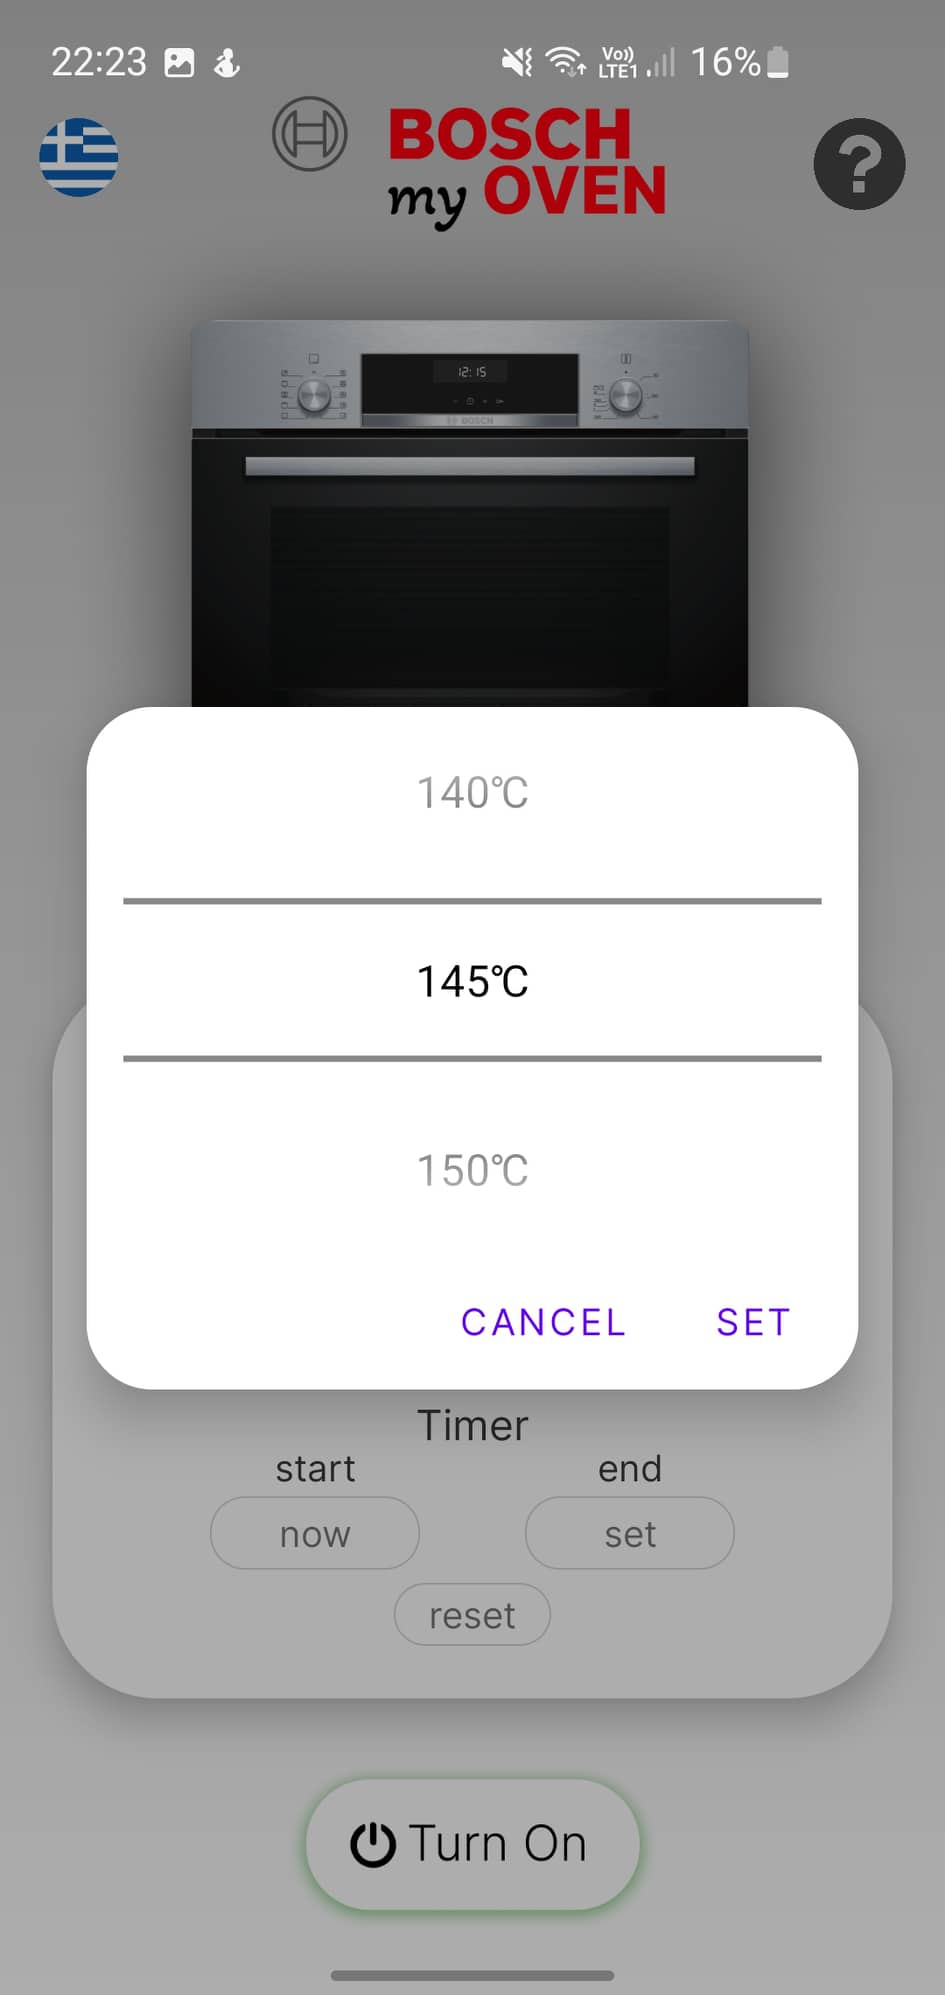 22:23 Vo)) LTE1 16%
BOSCH
my OVEN
?
12:15
BOSCH
140°C
145°C
150°C
CANCEL SET
Timer
start end
now set
reset
Turn On